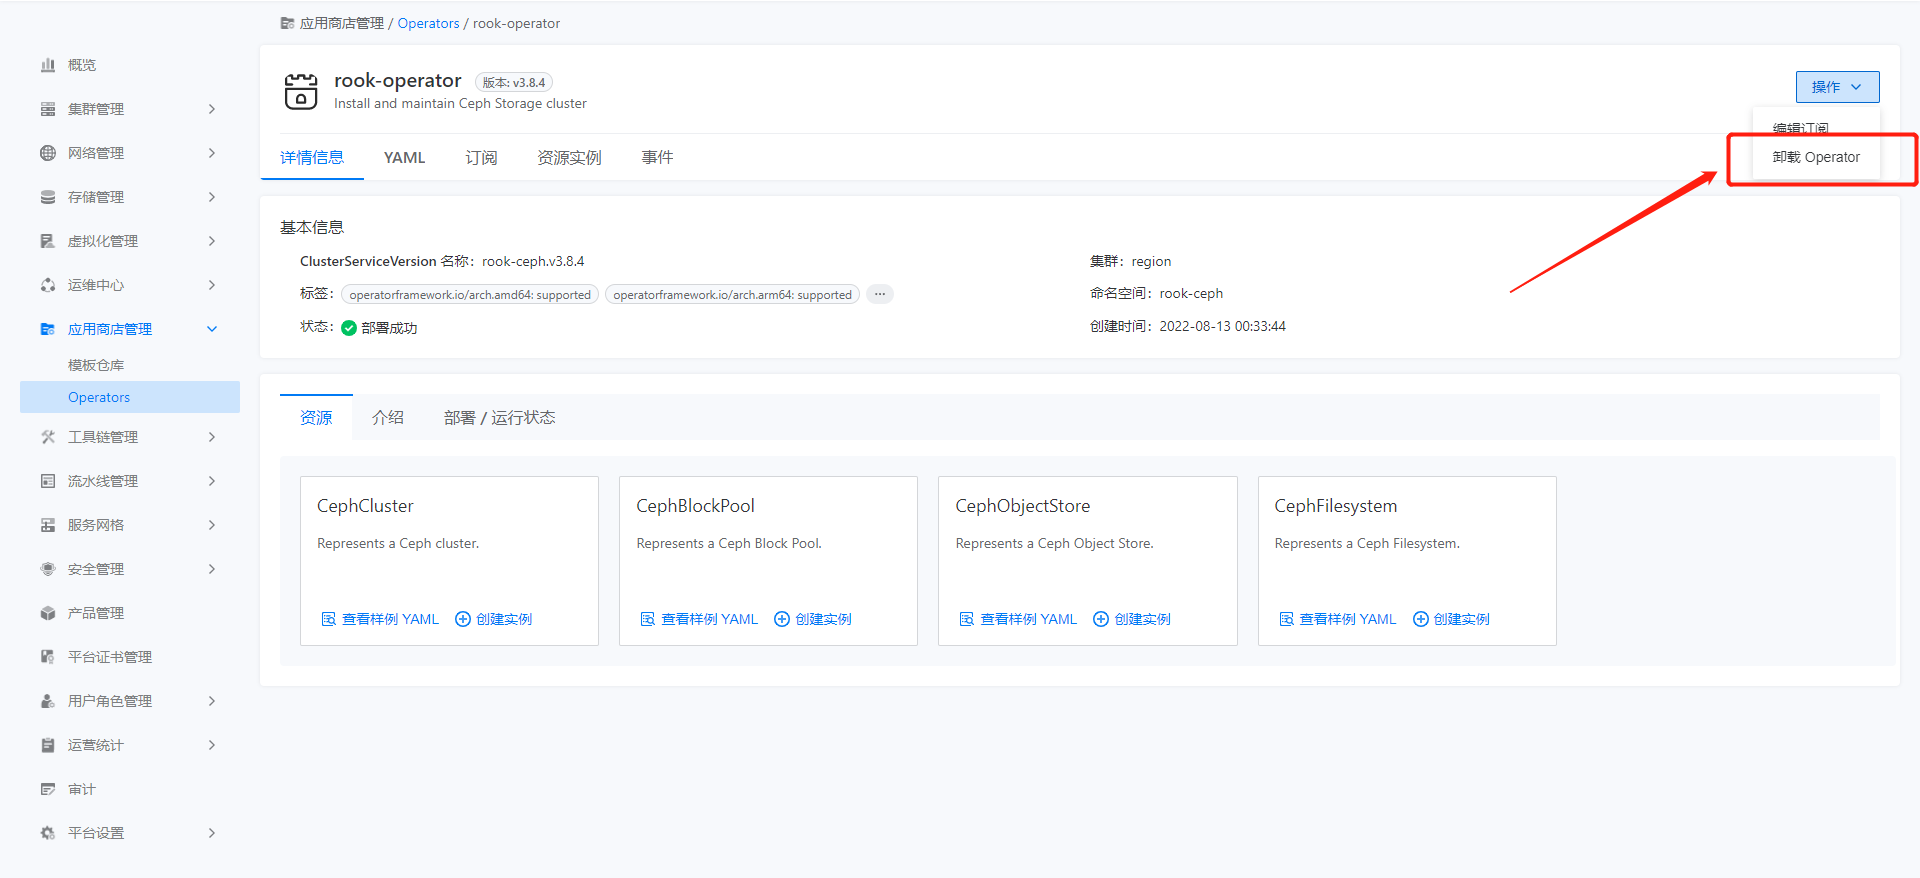 应用商店管理 / Operators / rook-operator
概览
集群管理
网络管理
存储管理
虚拟化管理
运维中心
应用商店管理
模板仓库
Operators
工具链管理
流水线管理
服务网格
安全管理
产品管理
平台证书管理
用户角色管理
运营统计
审计
平台设置
rook-operator 版本: v3.8.4
Install and maintain Ceph Storage cluster
操作
编辑订阅
卸载 Operator
详情信息 YAML 订阅 资源实例 事件
基本信息
ClusterServiceVersion 名称: rook-ceph.v3.8.4
集群: region
标签: operatorframework.io/arch.amd64: supported operatorframework.io/arch.arm64: supported ···
命名空间: rook-ceph
状态: 部署成功
创建时间: 2022-08-13 00:33:44
资源 介绍 部署 / 运行状态
CephCluster
Represents a Ceph cluster.
查看样例 YAML 创建实例
CephBlockPool
Represents a Ceph Block Pool.
查看样例 YAML 创建实例
CephObjectStore
Represents a Ceph Object Store.
查看样例 YAML 创建实例
CephFilesystem
Represents a Ceph Filesystem.
查看样例 YAML 创建实例